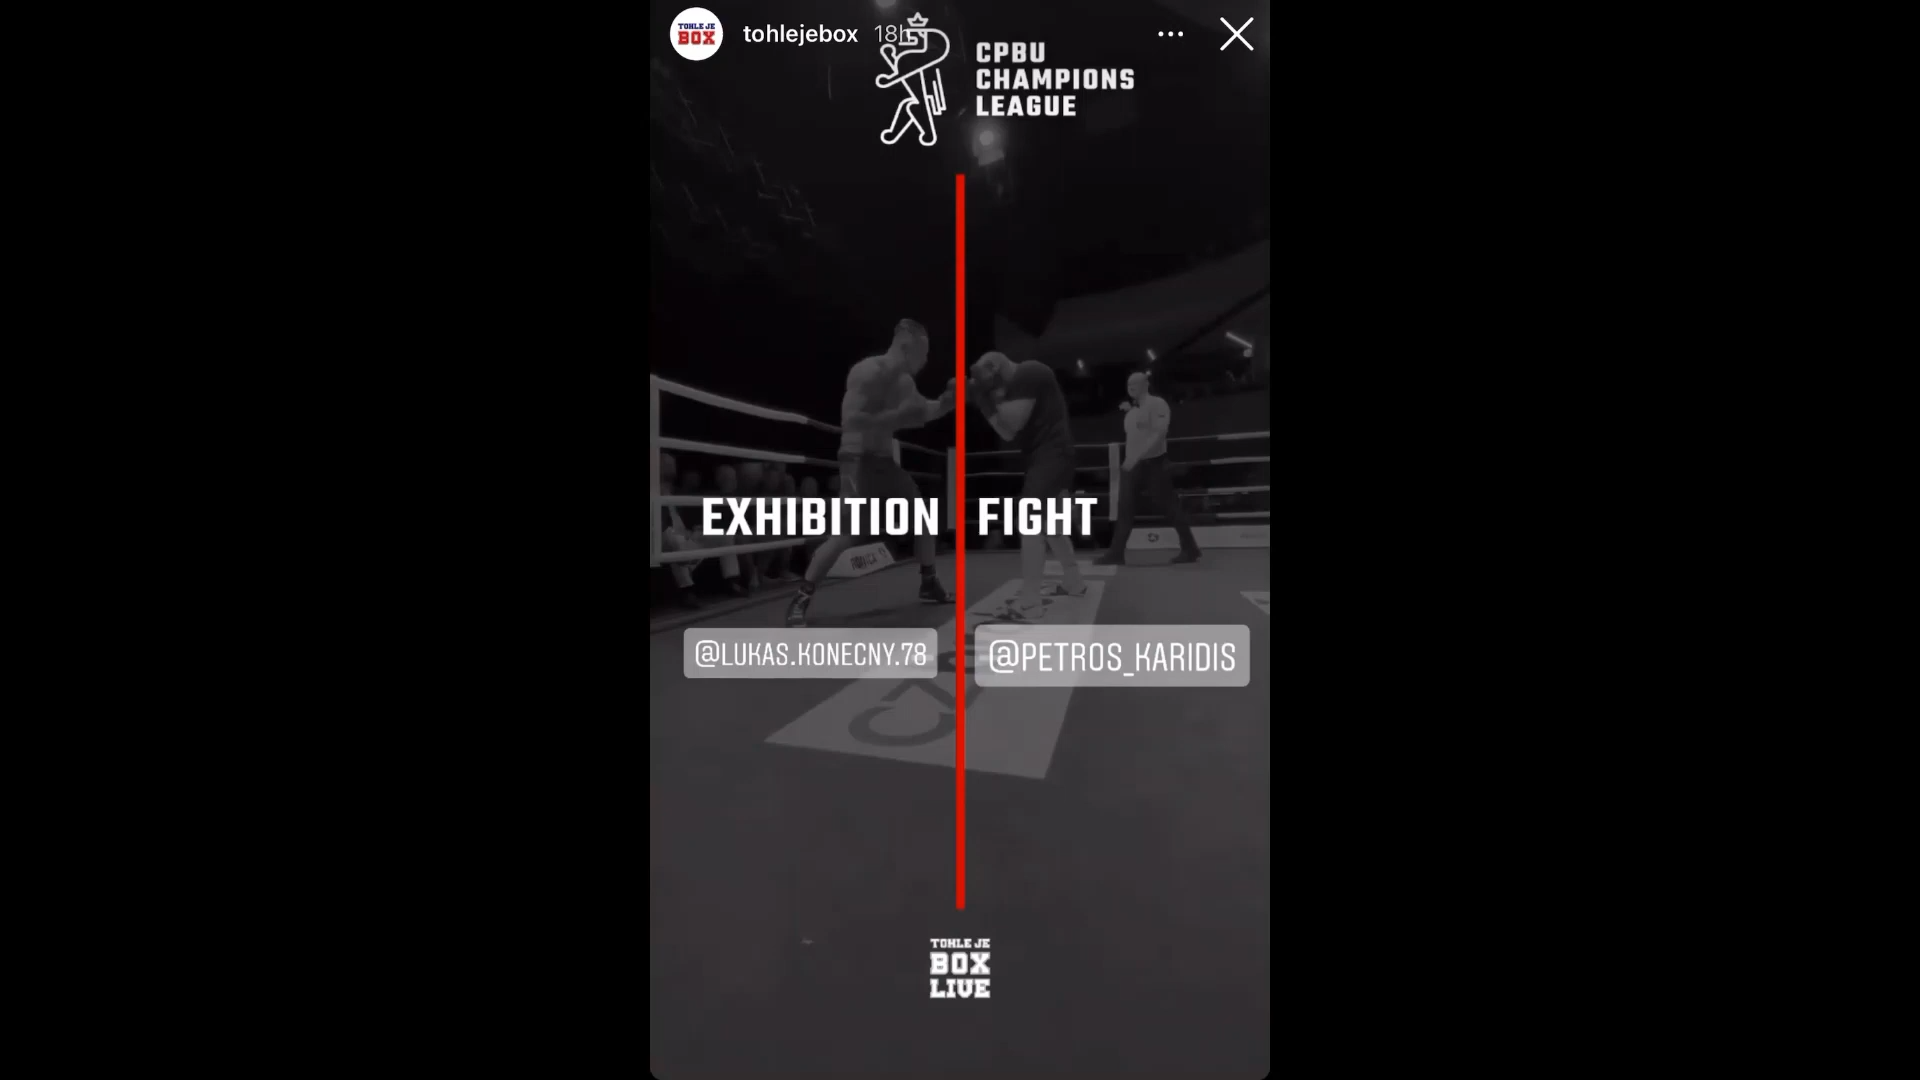 TOHLE JE
BOX
tohlejebox 18h
CPBU
CHAMPIONS
LEAGUE
EXHIBITION FIGHT
@LUKAS.KONECNY.78
@PETROS_KARIDIS
TOHLE JE
BOX
LIVE